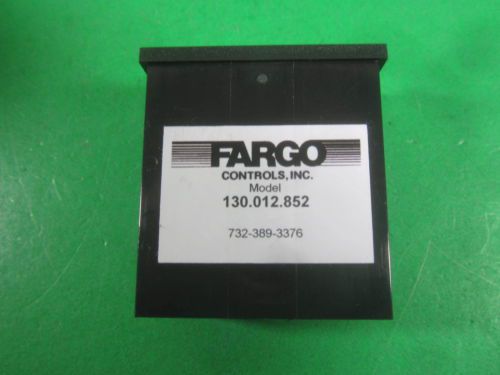 FARGO
CONTROLS, INC.
Model
130.012.852
732-389-3376